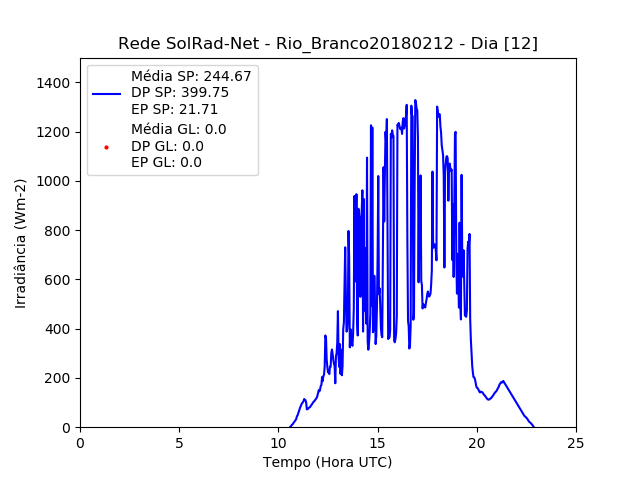 Rede SolRad-Net - Rio_Branco20180212 - Dia [12]
Média SP: 244.67
DP SP: 399.75
EP SP: 21.71
Média GL: 0.0
DP GL: 0.0
EP GL: 0.0
Irradiância (Wm-2)
1400
1200
1000
800
600
400
200
0
0 5 10 15 20 25
Tempo (Hora UTC)